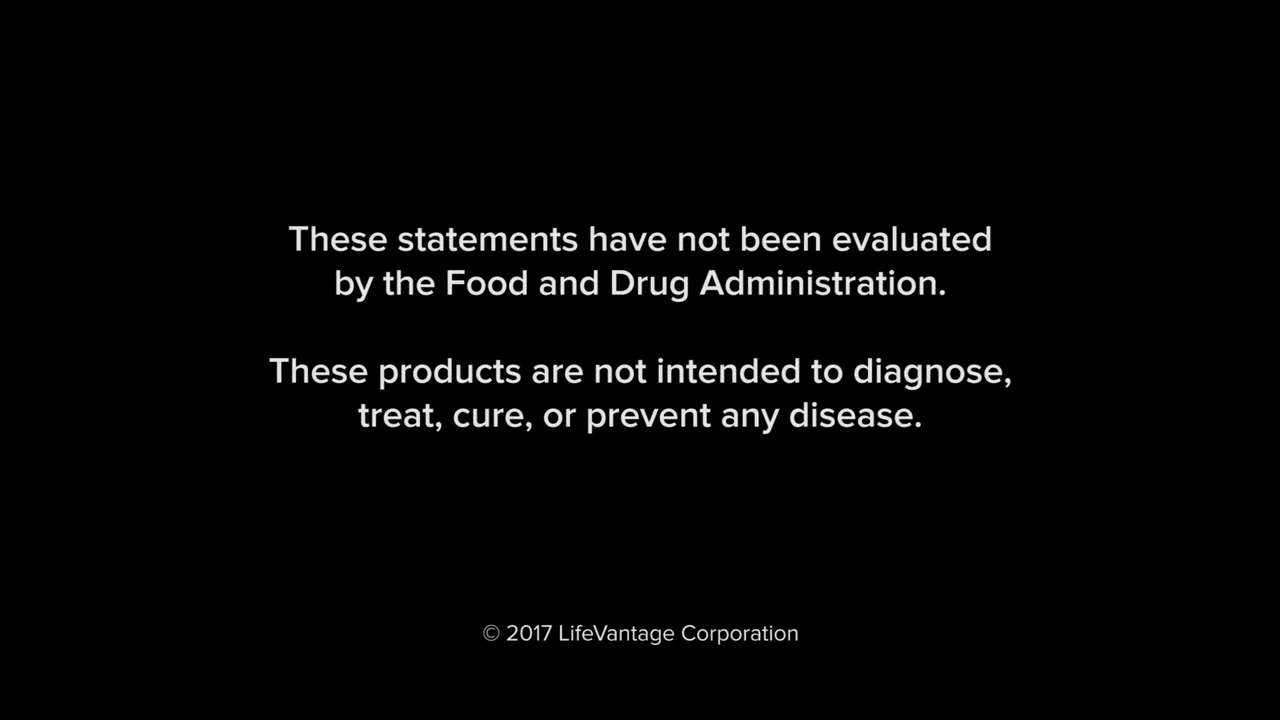 These statements have not been evaluated
by the Food and Drug Administration.
These products are not intended to diagnose,
treat, cure, or prevent any disease.
© 2017 LifeVantage Corporation